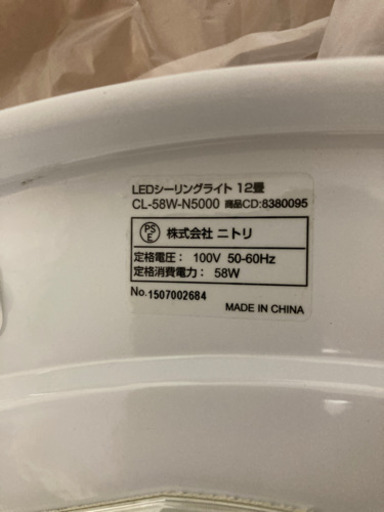 LEDシーリングライト 12畳
CL-58W-N5000 商品CD:8380095
PSE 株式会社 ニトリ
定格電圧： 100V 50-60Hz
定格消費電力： 58W
No.1507002684
MADE IN CHINA